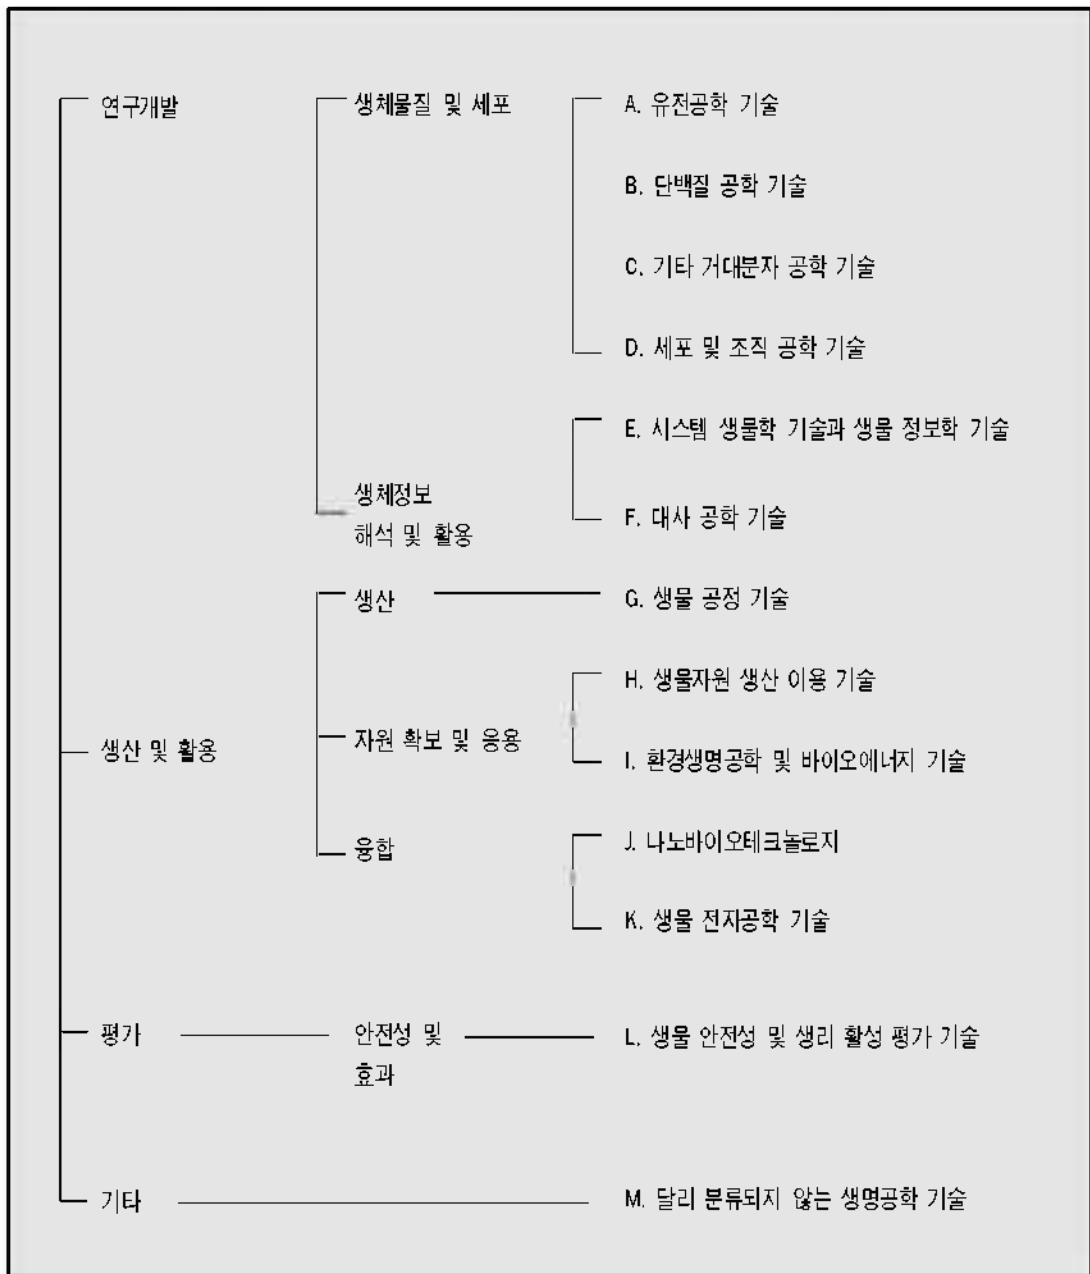 연구개발 생체물질 및 세포 A. 유전공학 기술
B. 단백질 공학 기술
C. 기타 거대분자 공학 기술
D. 세포 및 조직 공학 기술
E. 시스템 생물학 기술과 생물 정보학 기술
생체정보
해석 및 활용
F. 대사 공학 기술
생산 G. 생물 공정 기술
H. 생물자원 생산 이용 기술
생산 및 활용 자원 확보 및 응용
I. 환경생명공학 및 바이오에너지 기술
융합 J. 나노바이오테크놀로지
K. 생물 전자공학 기술
평가 안전성 및 L. 생물 안전성 및 생리 활성 평가 기술
효과
기타 M. 달리 분류되지 않는 생명공학 기술